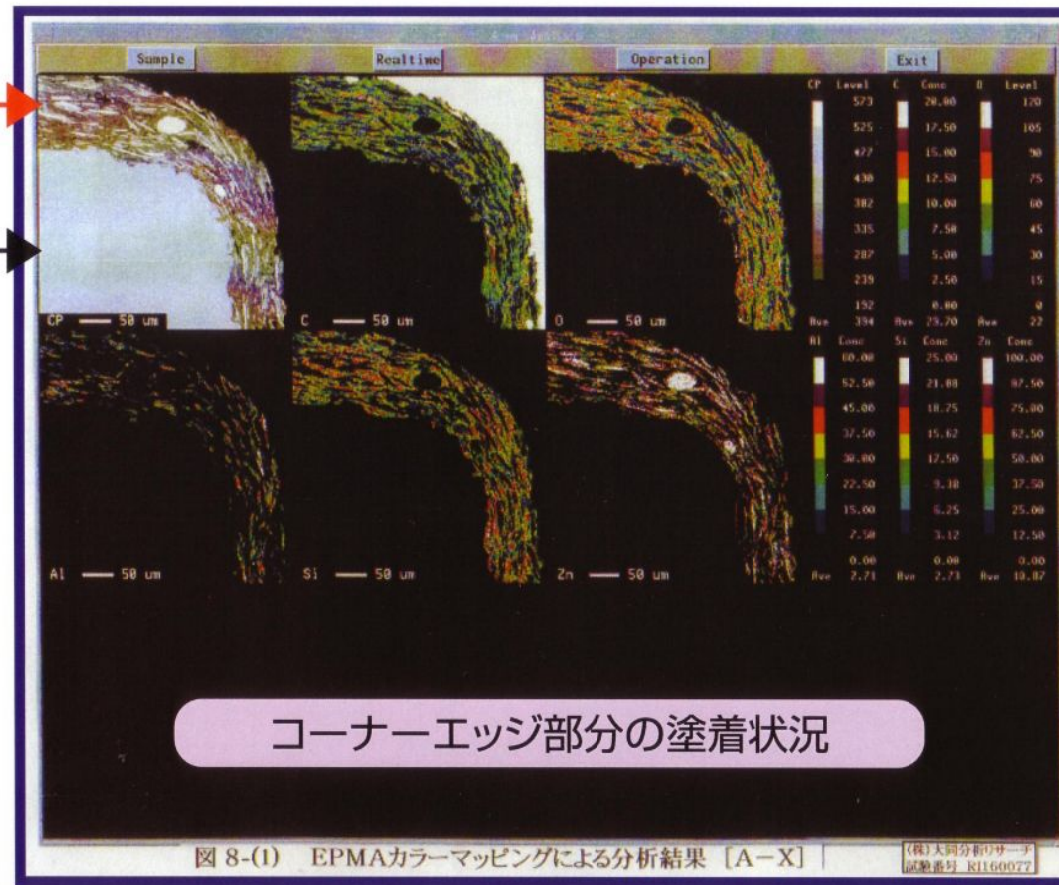 Area Analysis
Sample Realtime Operation Exit
CP Level C Conc O Level
573 20.00 120
525 17.50 105
477 15.00 90
430 12.50 75
382 10.00 60
335 7.50 45
287 5.00 30
239 2.50 15
192 0.00 0
Ave 394 Ave 23.70 Ave 22
CP 50 um C 50 um O 50 um
Al Conc Si Conc Zn Conc
60.00 25.00 100.00
52.50 21.88 87.50
45.00 18.75 75.00
37.50 15.62 62.50
30.00 12.50 50.00
22.50 9.38 37.50
15.00 6.25 25.00
7.50 3.12 12.50
0.00 0.00 0.00
Ave 2.71 Ave 2.73 Ave
Al 50 um Si 50 um Zn 50 um
コーナーエッジ部分の塗着状況
図 8-(1) EPMAカラーマッピングによる分析結果 [A-X]
(株)大同分析リサーチ
試験番号 RI160077